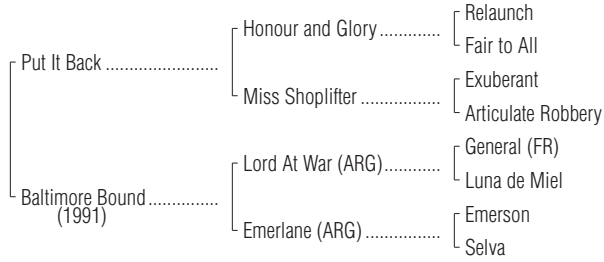 Relaunch
Honour and Glory.............
Fair to All
Put It Back .......................
Exuberant
Miss Shoplifter .................
Articulate Robbery
General (FR)
Lord At War (ARG)............
Luna de Miel
Baltimore Bound...............
(1991)
Emerson
Emerlane (ARG) ................
Selva